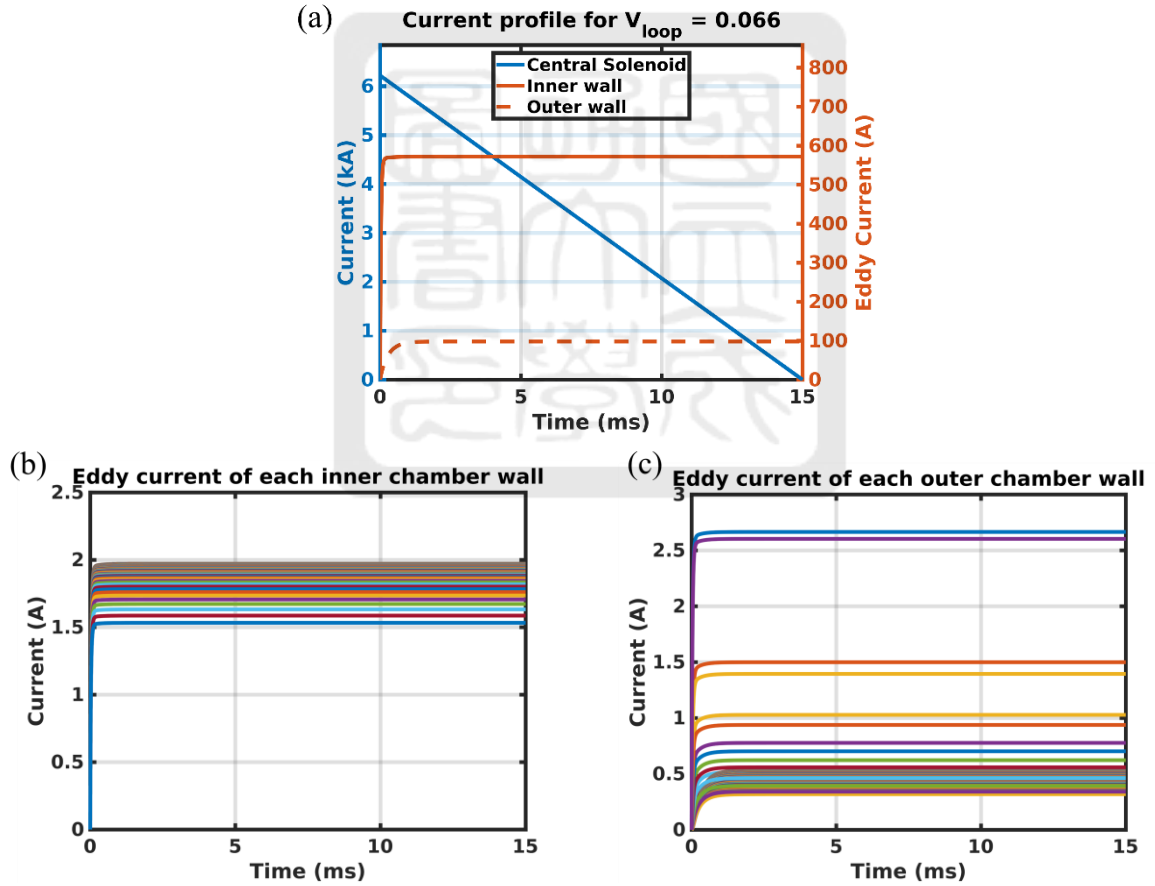 (a)
Current profile for V_loop = 0.066
Central Solenoid
Inner wall
Outer wall
Current (kA)
6
5
4
3
2
1
0
Eddy Current (A)
800
700
600
500
400
300
200
100
0
0 5 10 15
Time (ms)
(b)
Eddy current of each inner chamber wall
Current (A)
2.5
2
1.5
1
0.5
0
0 5 10 15
Time (ms)
(c)
Eddy current of each outer chamber wall
Current (A)
3
2.5
2
1.5
1
0.5
0
0 5 10 15
Time (ms)